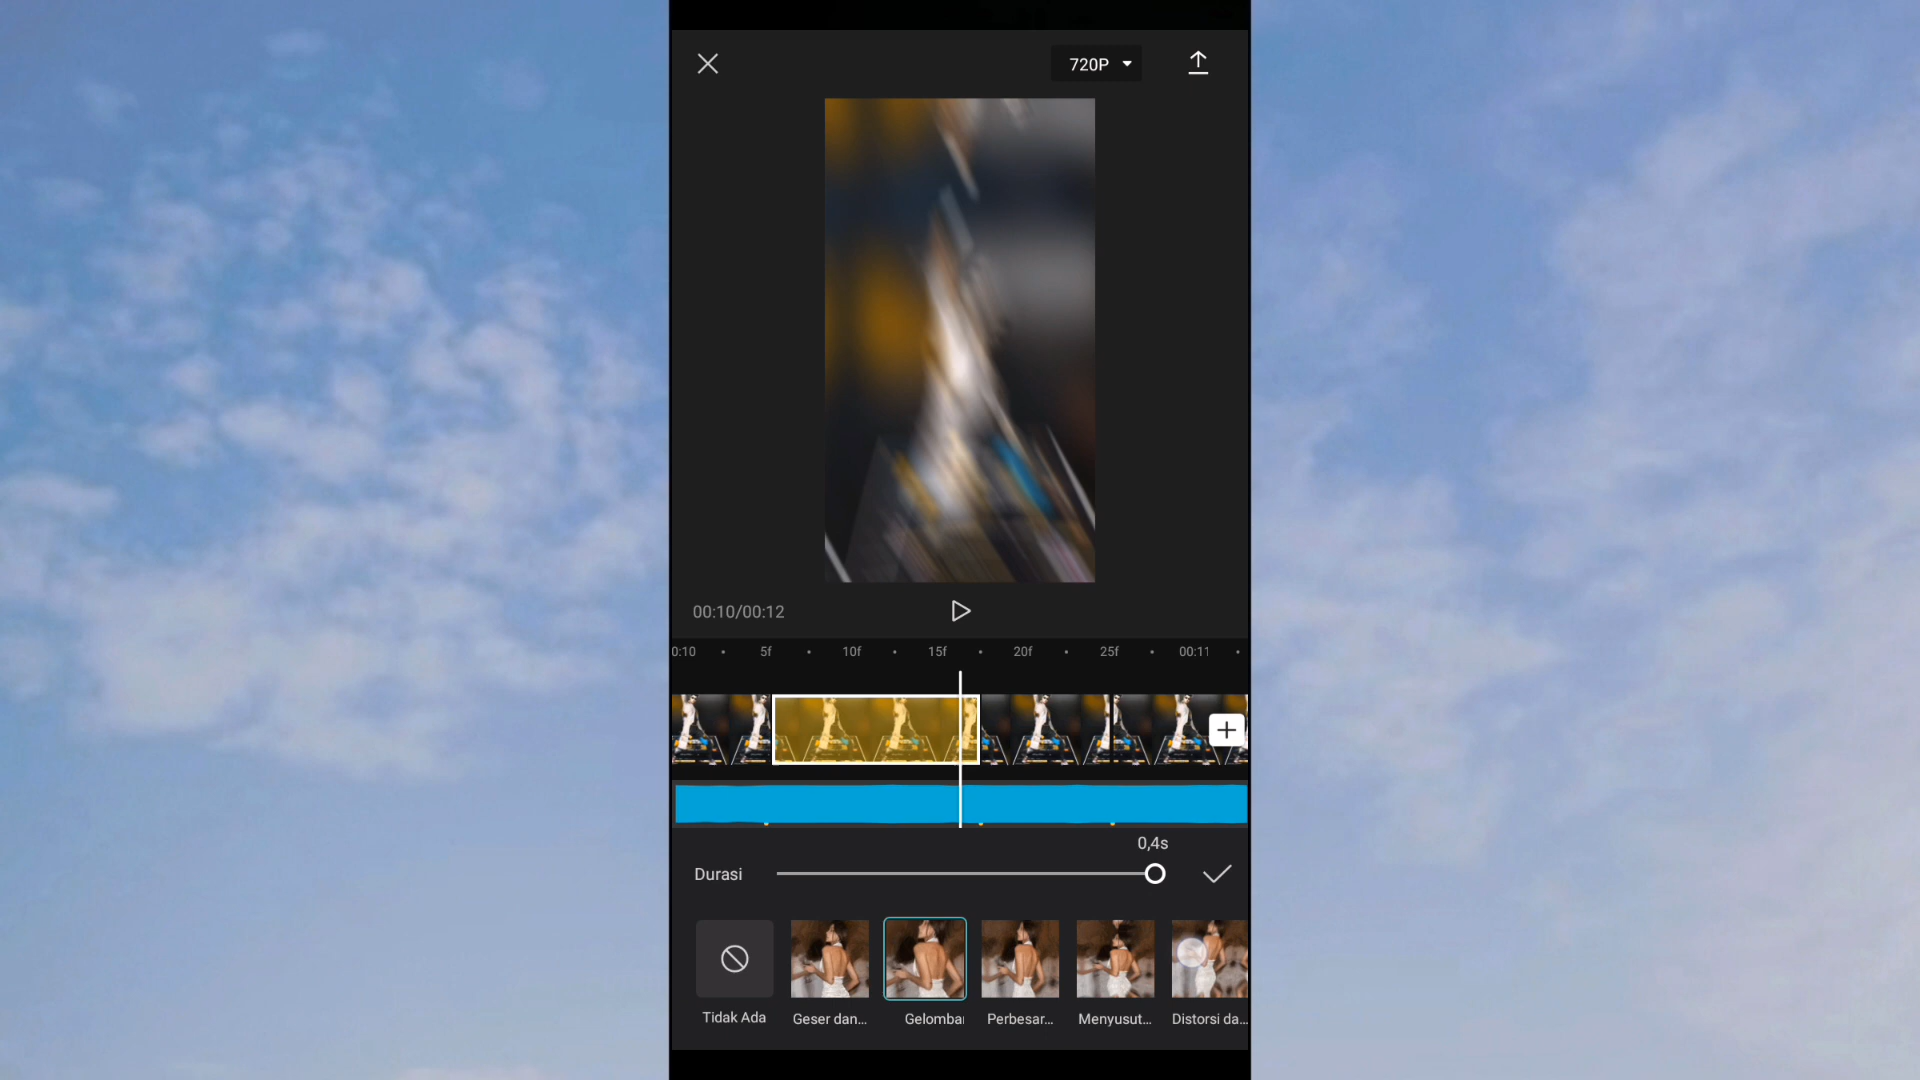 720P
00:10/00:12
0:10 5f 10f 15f 20f 25f 00:11
0,4s
Durasi
Tidak Ada
Geser dan...
Gelomba
Perbesar...
Menyusut...
Distorsi da...